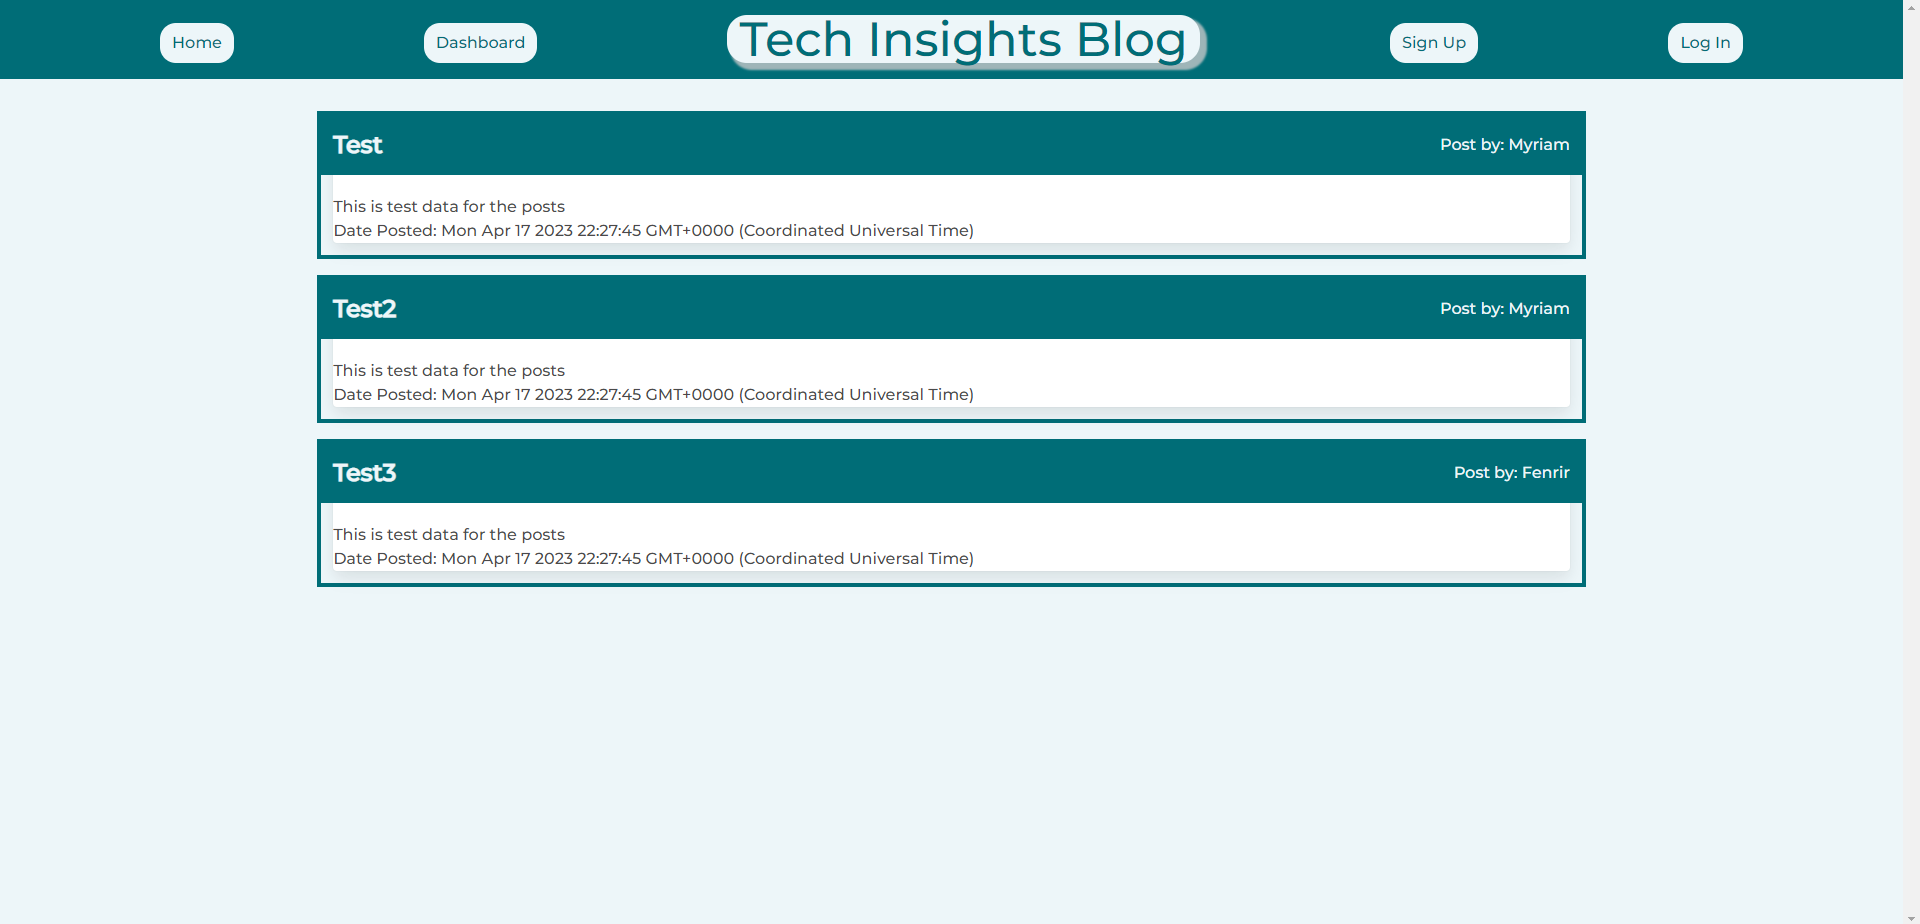 Home
Dashboard
Tech Insights Blog
Sign Up
Log In
Test
Post by: Myriam
This is test data for the posts
Date Posted: Mon Apr 17 2023 22:27:45 GMT+0000 (Coordinated Universal Time)
Test2
Post by: Myriam
This is test data for the posts
Date Posted: Mon Apr 17 2023 22:27:45 GMT+0000 (Coordinated Universal Time)
Test3
Post by: Fenrir
This is test data for the posts
Date Posted: Mon Apr 17 2023 22:27:45 GMT+0000 (Coordinated Universal Time)